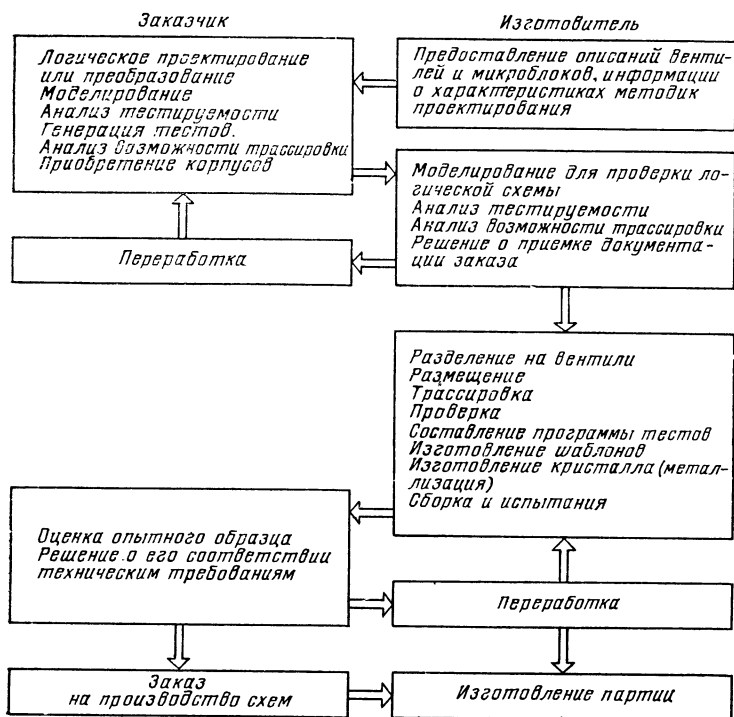 Заказчик
Изготовитель
Логическое проектирование
или преобразование
Моделирование
Анализ тестируемости
Генерация тестов.
Анализ возможности трассировки
Приобретение корпусов
Предоставление описаний венти-
лей и микроблоков, информации
о характеристиках методик
проектирования
Моделирование для проверки ло-
гической схемы
Анализ тестируемости
Анализ возможности трассировки
Решение о приемке документа-
ции заказа
Переработка
Разделение на вентили
Размещение
Трассировка
Проверка
Составление программы тестов
Изготовление шаблонов
Изготовление кристалла (метал-
лизация)
Сборка и испытания
Оценка опытного образца
Решение о его соответствии
техническим требованиям
Переработка
Заказ
на производство схем
Изготовление партии